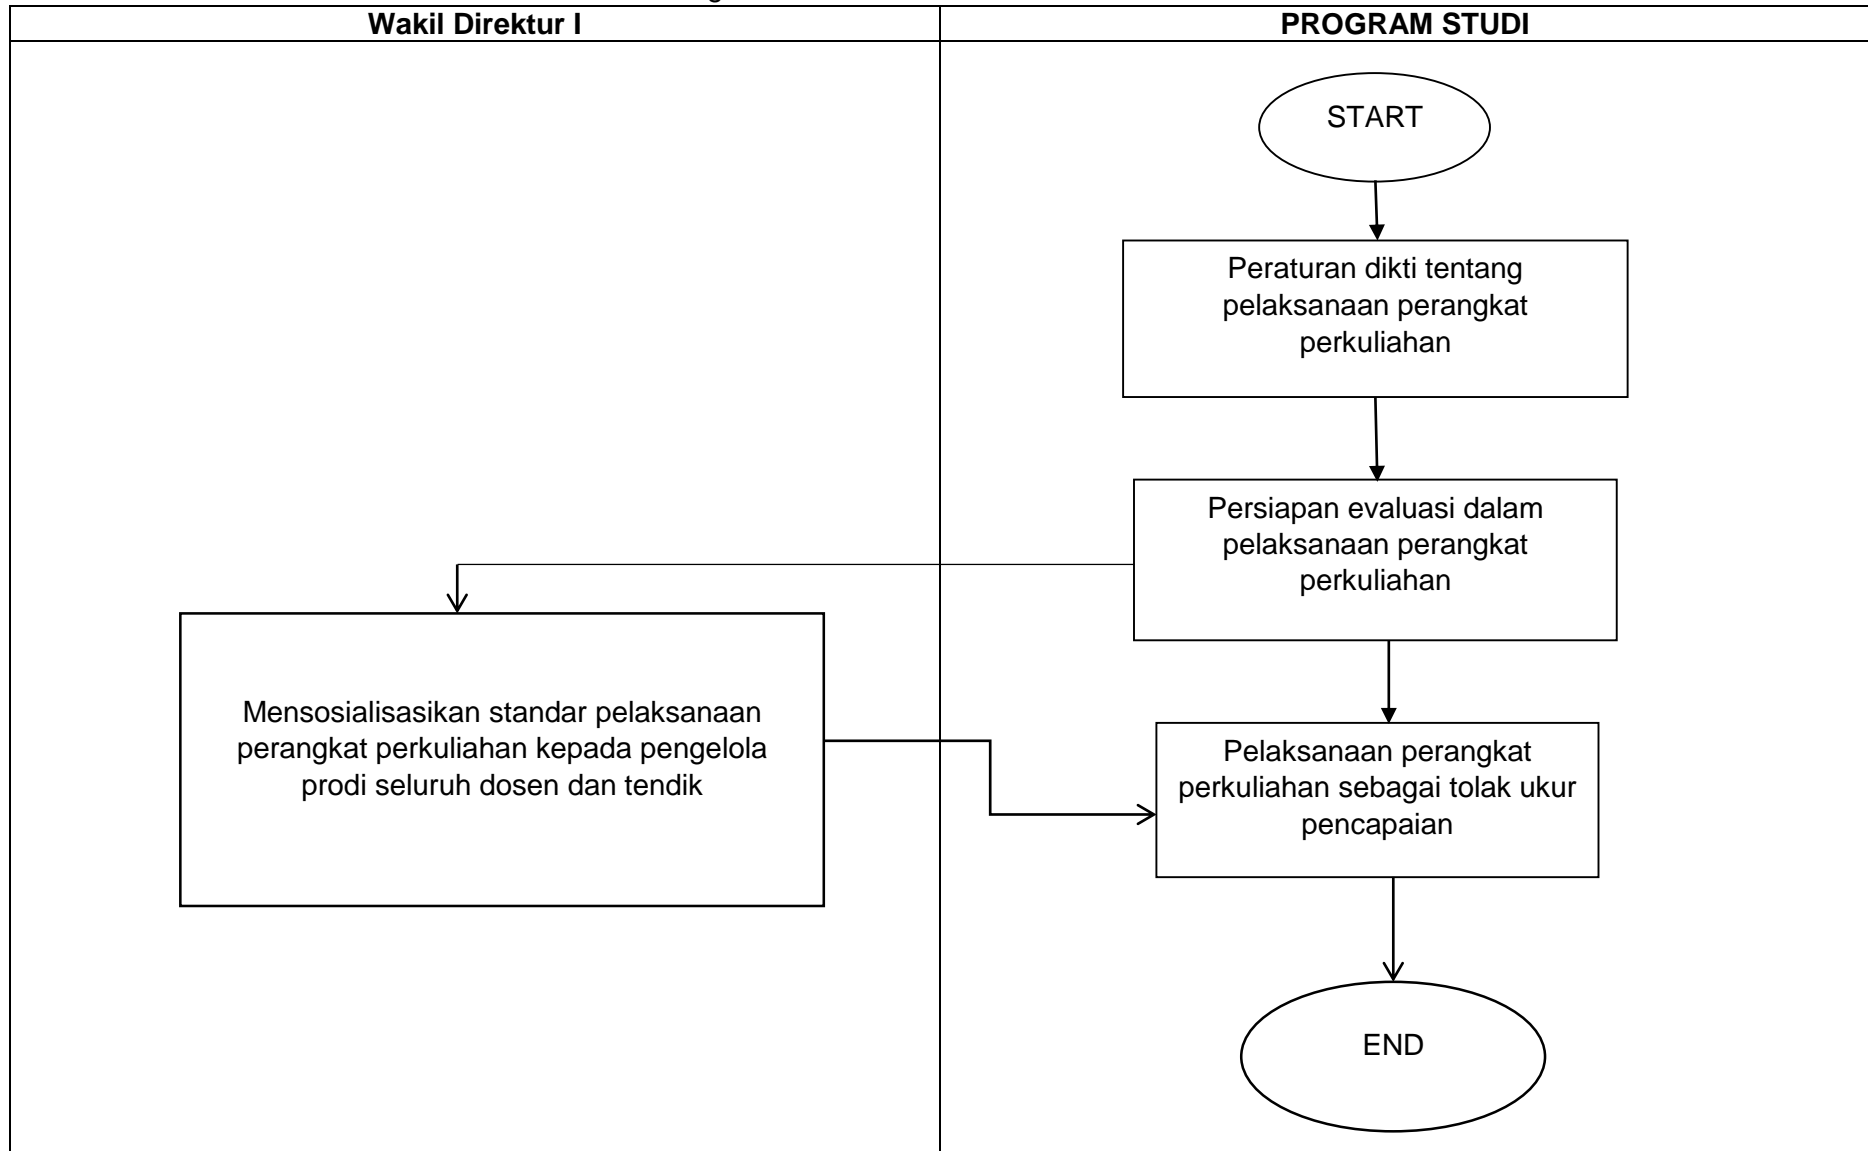 Wakil Direktur I
PROGRAM STUDI
START
Peraturan dikti tentang
pelaksanaan perangkat
perkuliahan
Persiapan evaluasi dalam
pelaksanaan perangkat
perkuliahan
Mensosialisasikan standar pelaksanaan
perangkat perkuliahan kepada pengelola
prodi seluruh dosen dan tendik
Pelaksanaan perangkat
perkuliahan sebagai tolak ukur
pencapaian
END